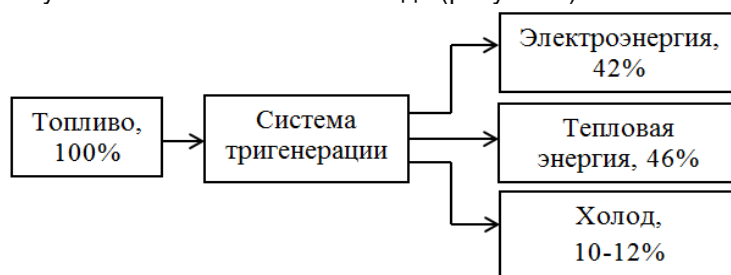 Топливо,
100%
Система
тригенерации
Электроэнергия,
42%
Тепловая
энергия, 46%
Холод,
10-12%